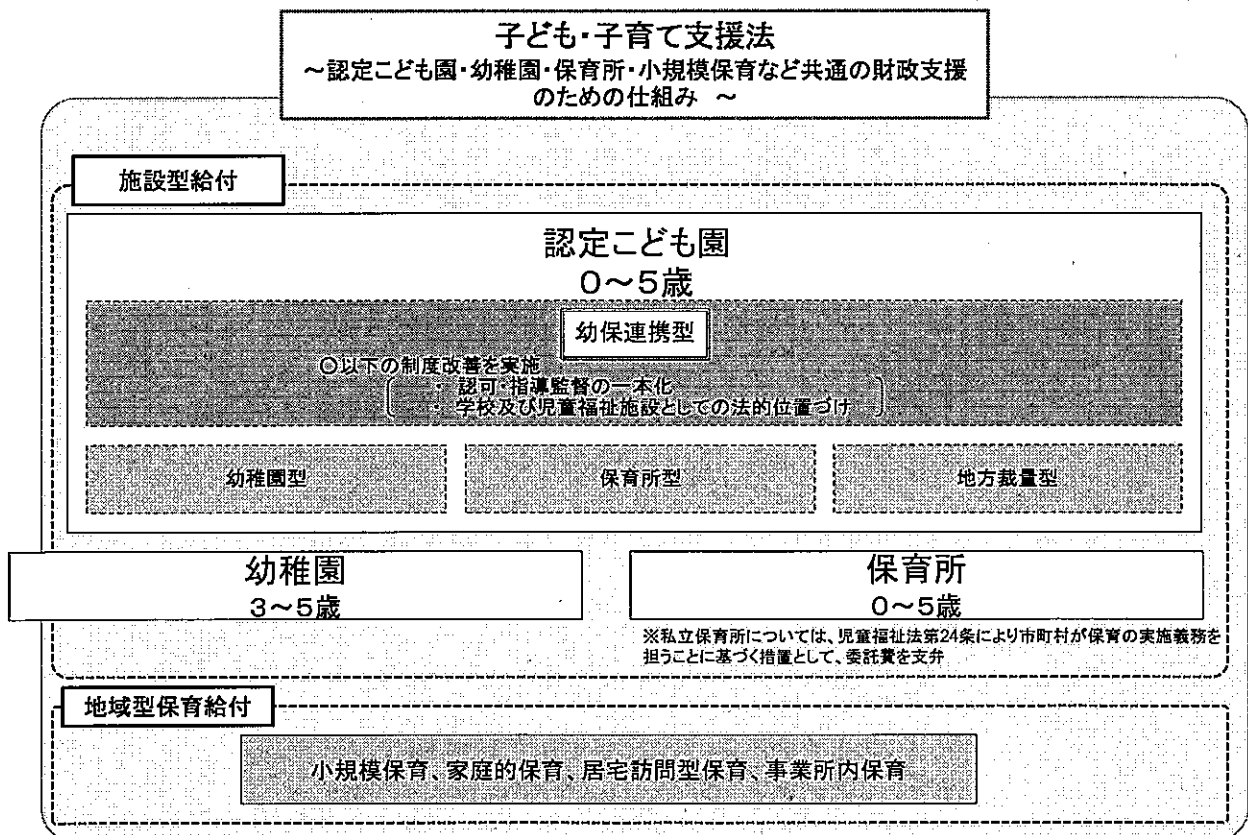 子ども・子育て支援法
～認定こども園・幼稚園・保育所・小規模保育など共通の財政支援
のための仕組み ～
施設型給付
認定こども園
0～5歳
幼保連携型
○以下の制度改善を実施
・ 認可・指導監督の一本化
・ 学校及び児童福祉施設としての法的位置づけ
幼稚園型
保育所型
地方裁量型
幼稚園
3～5歳
保育所
0～5歳
※私立保育所については、児童福祉法第24条により市町村が保育の実施義務を
担うことに基づく措置として、委託費を支弁
地域型保育給付
小規模保育、家庭的保育、居宅訪問型保育、事業所内保育